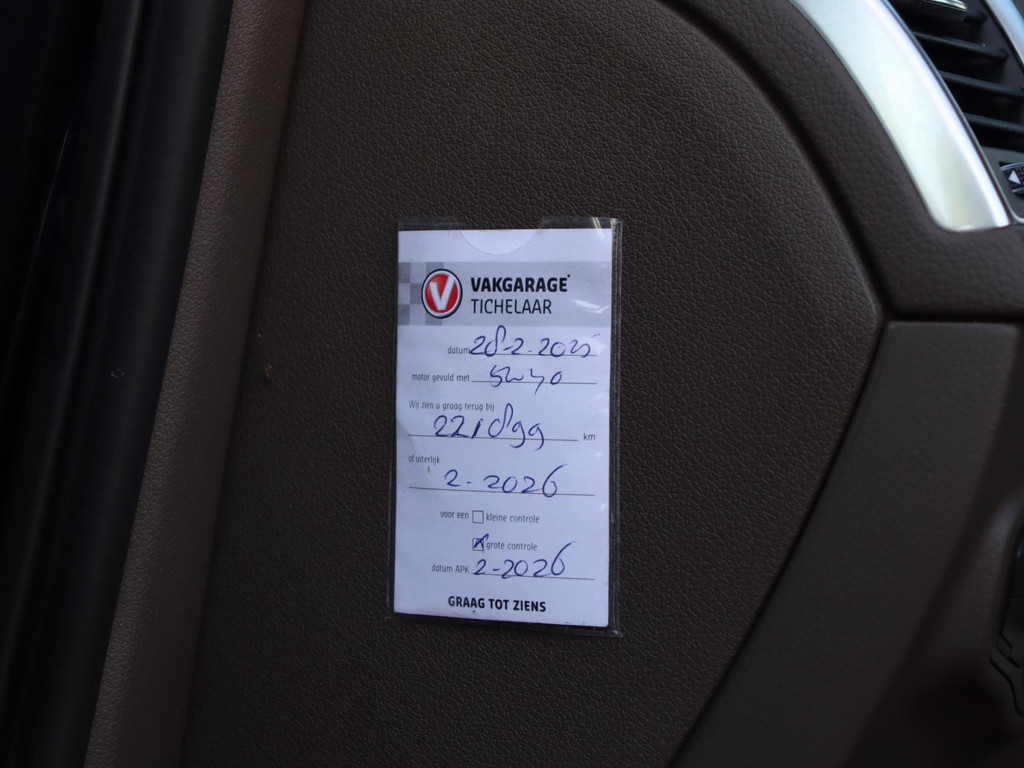 VAKGARAGE
TICHELAAR
datum 28-2-2025
motor gevuld met 5w40
Wij zien u graag terug bij
221899 km
of uiterlijk
2-2026
voor een kleine controle
grote controle
datum APK 2-2026
GRAAG TOT ZIENS